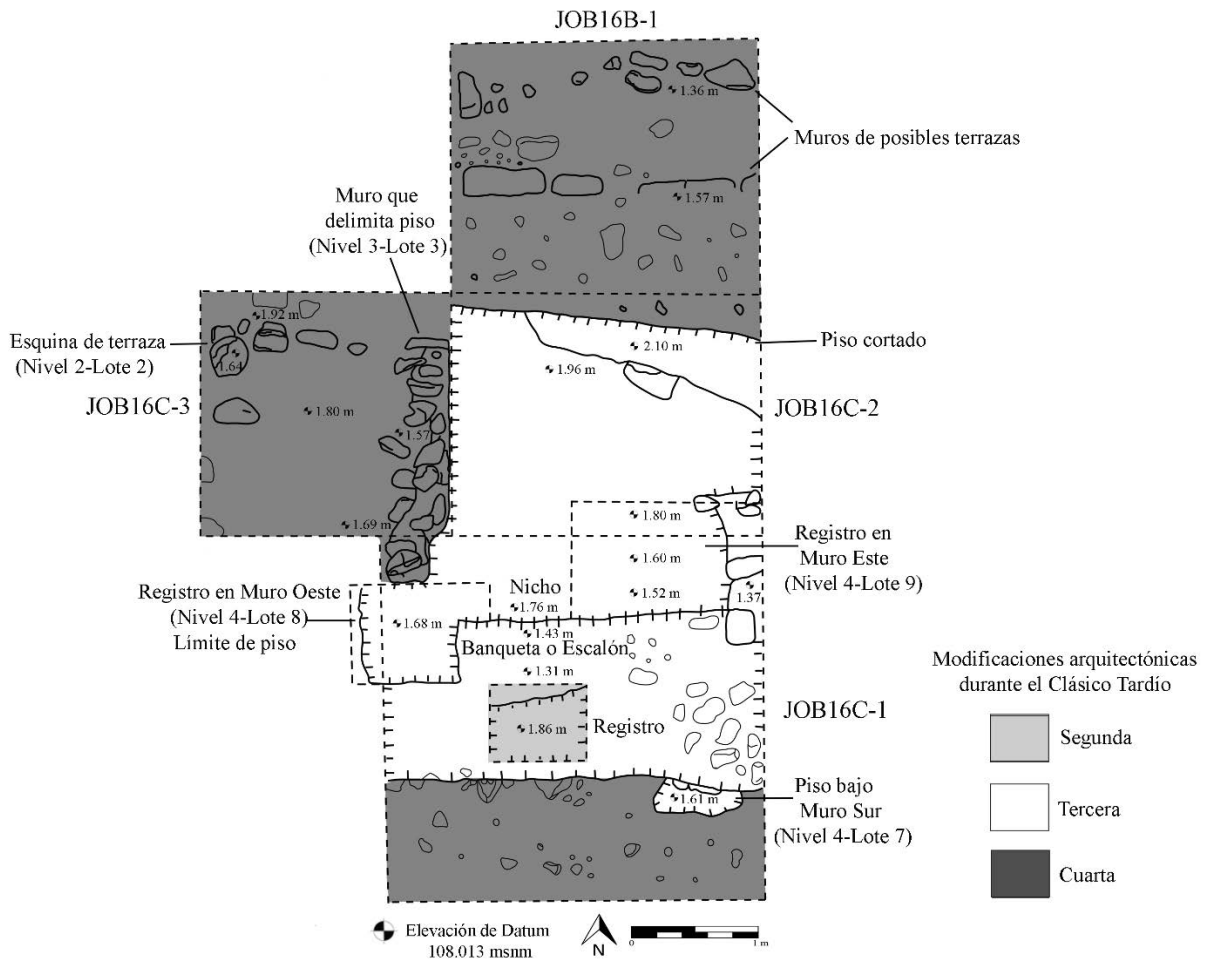 JOB16B-1
1.36 m
Muros de posibles terrazas
1.57 m
Muro que
delimita piso
(Nivel 3-Lote 3)
1.92 m
Esquina de terraza
(Nivel 2-Lote 2)
1.64
JOB16C-3
1.80 m
1.57
1.69 m
2.10 m
Piso cortado
1.96 m
JOB16C-2
1.80 m
1.60 m
1.52 m
Registro en
Muro Este
(Nivel 4-Lote 9)
1.37
Registro en Muro Oeste
(Nivel 4-Lote 8)
Límite de piso
1.68 m
Nicho
1.76 m
1.43 m
Banqueta o Escalón
1.31 m
1.86 m
Registro
JOB16C-1
1.61 m
Piso bajo
Muro Sur
(Nivel 4-Lote 7)
Modificaciones arquitectónicas
durante el Clásico Tardío
Segunda
Tercera
Cuarta
Elevación de Datum
108.013 msnm
N
0
1 m